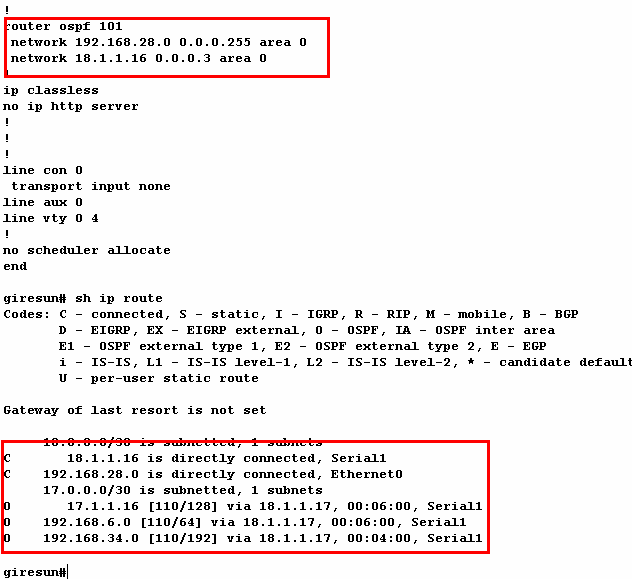 !
router ospf 101
 network 192.168.28.0 0.0.0.255 area 0
 network 18.1.1.16 0.0.0.3 area 0
!
ip classless
no ip http server
!
!
!
line con 0
 transport input none
line aux 0
line vty 0 4
!
no scheduler allocate
end

giresun# sh ip route
Codes: C - connected, S - static, I - IGRP, R - RIP, M - mobile, B - BGP
       D - EIGRP, EX - EIGRP external, O - OSPF, IA - OSPF inter area
       E1 - OSPF external type 1, E2 - OSPF external type 2, E - EGP
       i - IS-IS, L1 - IS-IS level-1, L2 - IS-IS level-2, * - candidate default
       U - per-user static route

Gateway of last resort is not set

     18.0.0.0/30 is subnetted, 1 subnets
C       18.1.1.16 is directly connected, Serial1
C    192.168.28.0 is directly connected, Ethernet0
     17.0.0.0/30 is subnetted, 1 subnets
O       17.1.1.16 [110/128] via 18.1.1.17, 00:06:00, Serial1
O    192.168.6.0 [110/64] via 18.1.1.17, 00:06:00, Serial1
O    192.168.34.0 [110/192] via 18.1.1.17, 00:04:00, Serial1

giresun#